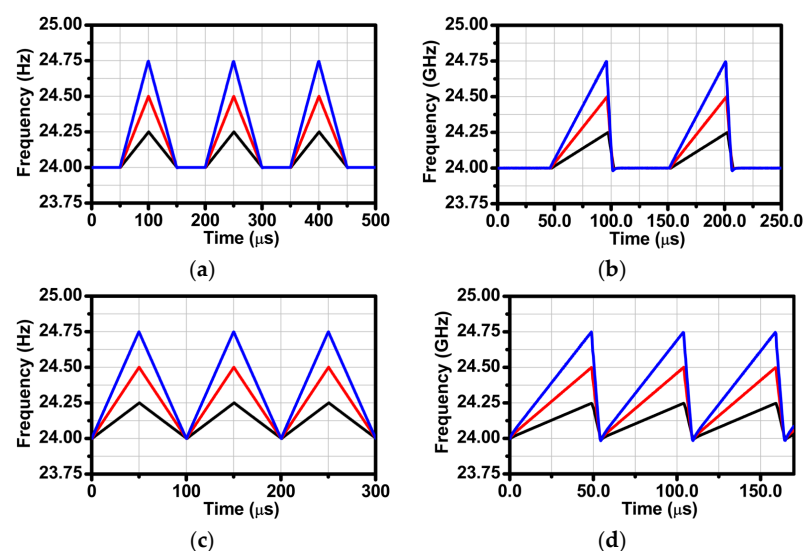 25.00
24.75
24.50
24.25
24.00
23.75
Frequency (Hz)
0 100 200 300 400 500
Time (μs)
(a)
25.00
24.75
24.50
24.25
24.00
23.75
Frequency (GHz)
0.0 50.0 100.0 150.0 200.0 250.0
Time (μs)
(b)
25.00
24.75
24.50
24.25
24.00
23.75
Frequency (Hz)
0 100 200 300
Time (μs)
(c)
25.00
24.75
24.50
24.25
24.00
23.75
Frequency (GHz)
0.0 50.0 100.0 150.0
Time (μs)
(d)